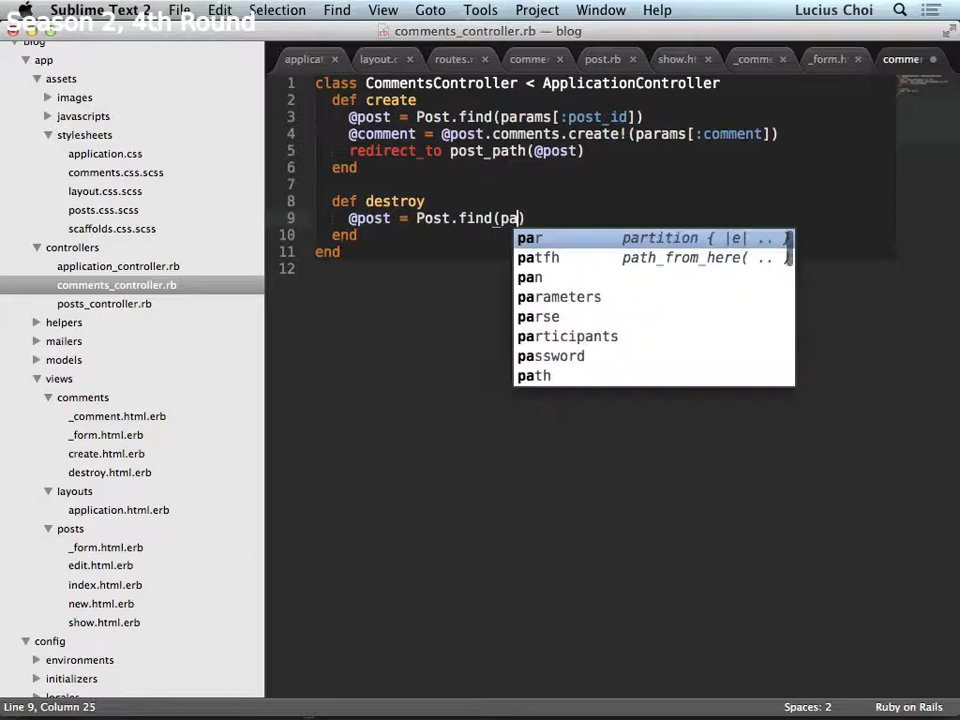 Sublime Text 2 File Edit Selection Find View Goto Tools Project Window Help Lucius Choi
Season 2, 4th Round
comments_controller.rb — blog
applicat layout. routes.r comme post.rb show.ht _comme _form.h comme
blog
app
assets
images
javascripts
stylesheets
application.css
comments.css.scss
layout.css.scss
posts.css.scss
scaffolds.css.scss
controllers
application_controller.rb
comments_controller.rb
posts_controller.rb
helpers
mailers
models
views
comments
_comment.html.erb
_form.html.erb
create.html.erb
destroy.html.erb
layouts
application.html.erb
posts
_form.html.erb
edit.html.erb
index.html.erb
new.html.erb
show.html.erb
config
environments
initializers
locales
1 class CommentsController < ApplicationController
2 def create
3 @post = Post.find(params[:post_id])
4 @comment = @post.comments.create!(params[:comment])
5 redirect_to post_path(@post)
6 end
7
8 def destroy
9 @post = Post.find(pa)
10 end
11 end
12
par partition { |e| .. }
patfh path_from_here( .. )
pan
parameters
parse
participants
password
path
Line 9, Column 25 Spaces: 2 Ruby on Rails